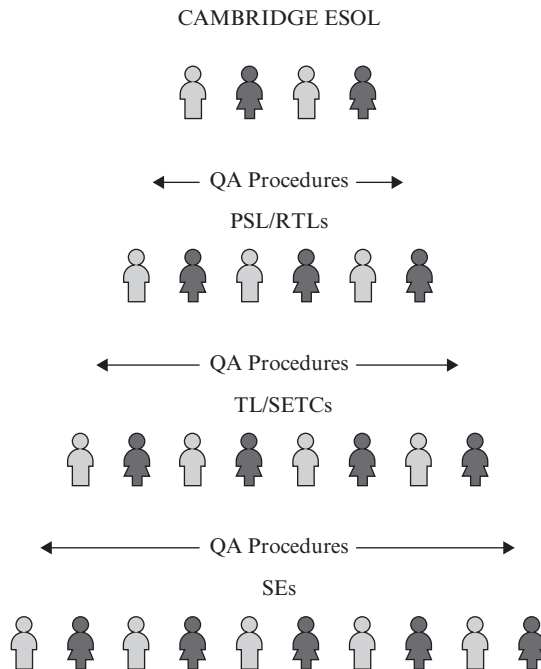 CAMBRIDGE ESOL
QA Procedures
PSL/RTLs
QA Procedures
TL/SETCs
QA Procedures
SEs